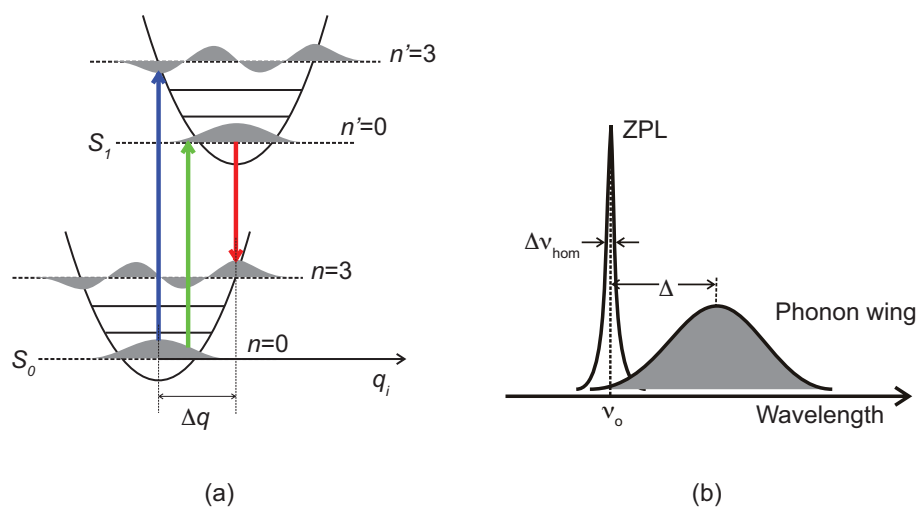 n'=3
n'=0
S1
n=3
n=0
S0
qi
Δq
(a)
ZPL
Δνhom
Δ
Phonon wing
νo
Wavelength
(b)